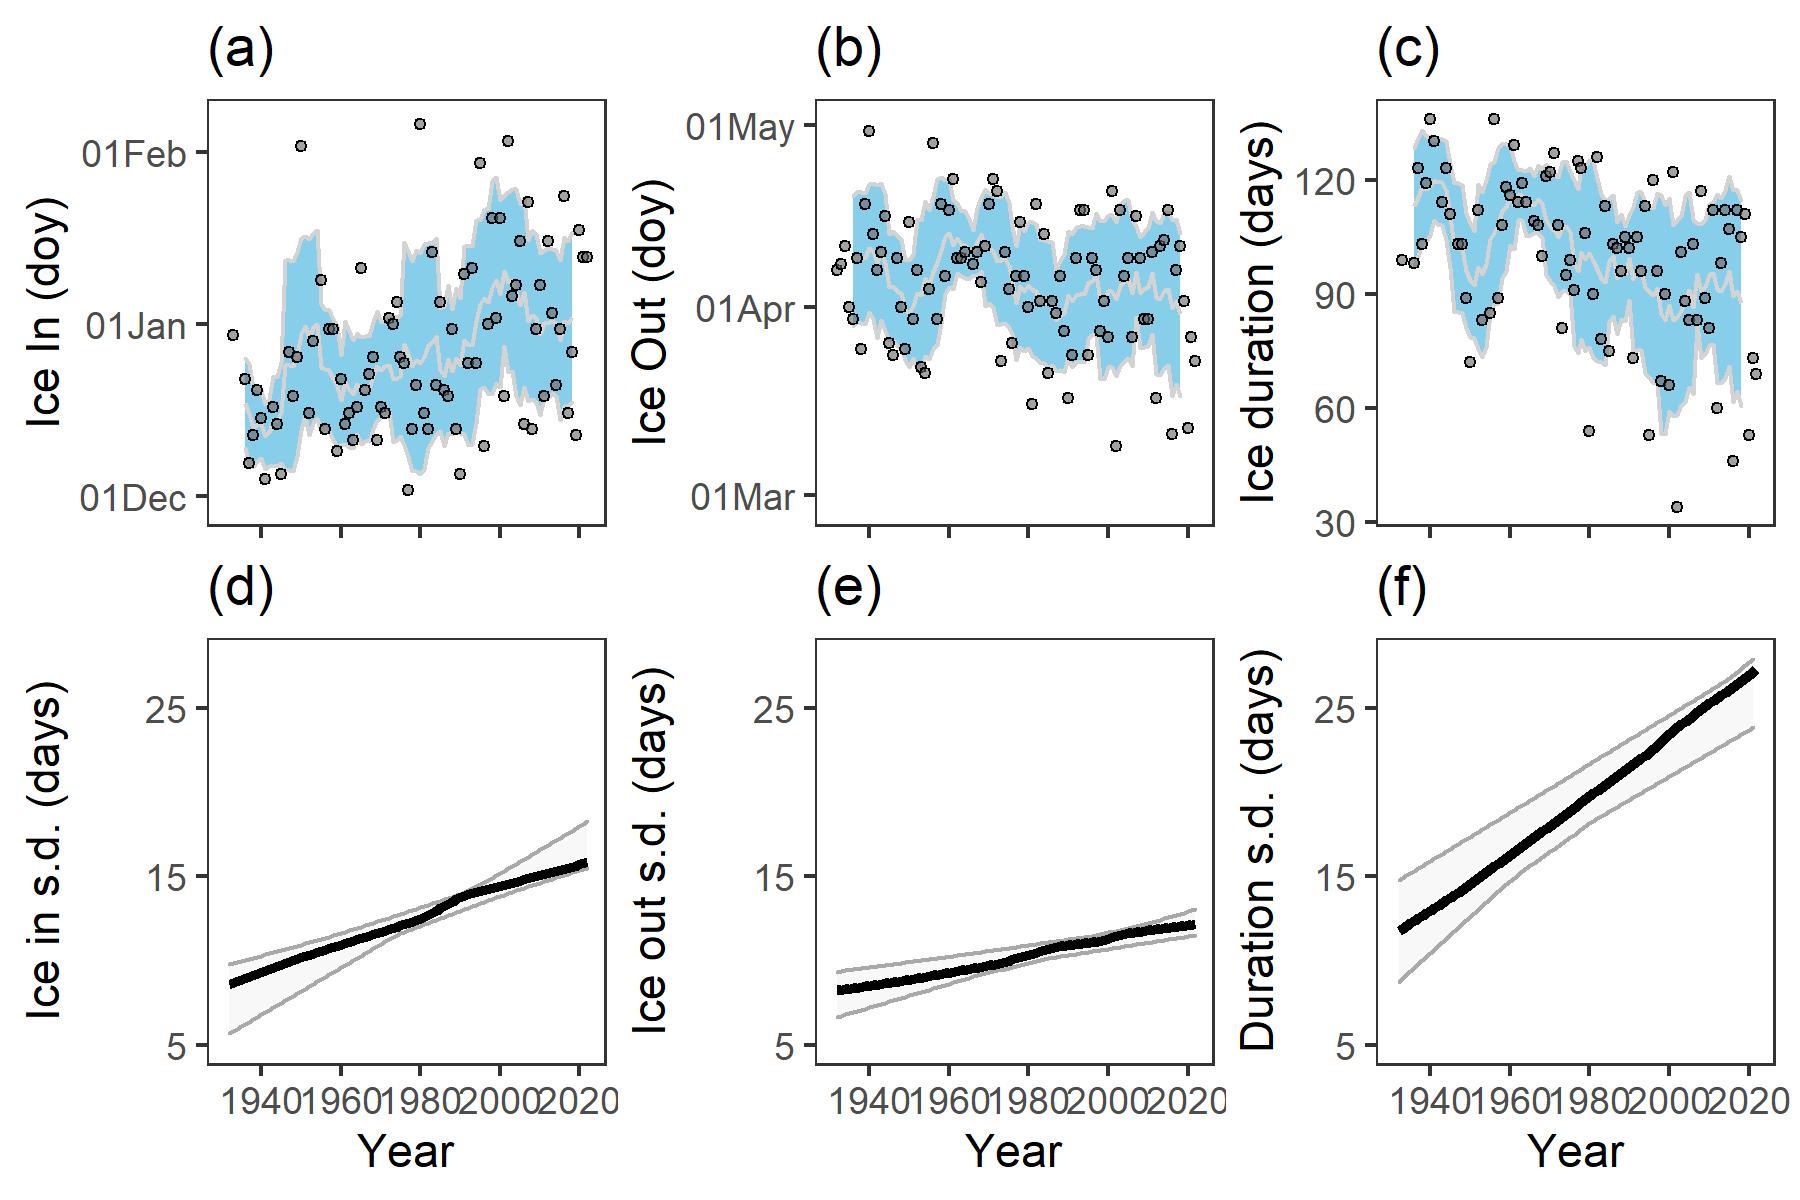 (a)
(b)
(c)
Ice In (doy)
01Feb
01Jan
01Dec
Ice Out (doy)
01May
01Apr
01Mar
Ice duration (days)
120
90
60
30
(d)
(e)
(f)
Ice in s.d. (days)
25
15
5
1940 1960 1980 2000 2020
Year
Ice out s.d. (days)
25
15
5
1940 1960 1980 2000 2020
Year
Duration s.d. (days)
25
15
5
1940 1960 1980 2000 2020
Year